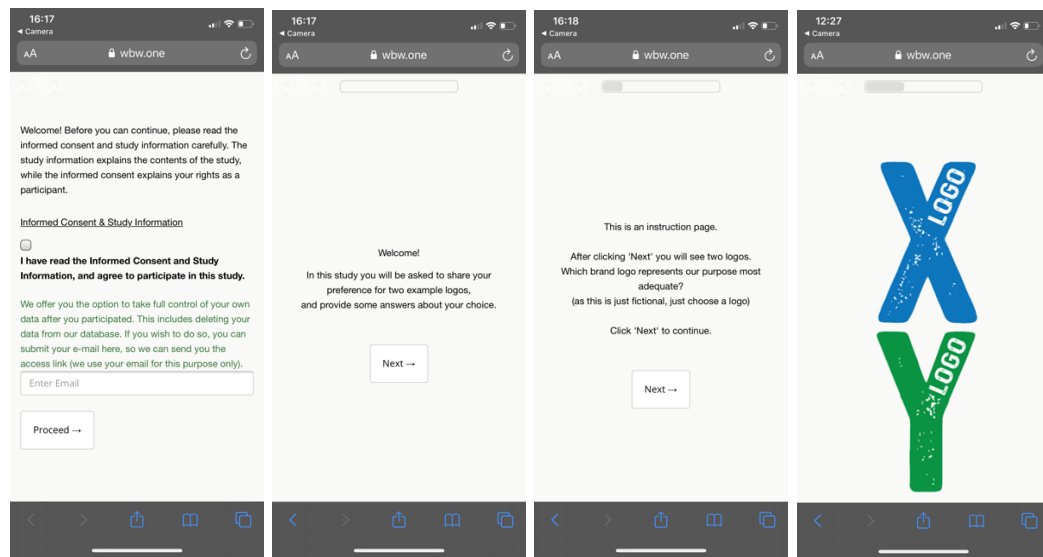 16:17
◀ Camera
AA
wbw.one
Welcome! Before you can continue, please read the
informed consent and study information carefully. The
study information explains the contents of the study,
while the informed consent explains your rights as a
participant.
Informed Consent & Study Information
I have read the Informed Consent and Study
Information, and agree to participate in this study.
We offer you the option to take full control of your own
data after you participated. This includes deleting your
data from our database. If you wish to do so, you can
submit your e-mail here, so we can send you the
access link (we use your email for this purpose only).
Enter Email
Proceed →
16:17
◀ Camera
AA
wbw.one
Welcome!
In this study you will be asked to share your
preference for two example logos,
and provide some answers about your choice.
Next →
16:18
◀ Camera
AA
wbw.one
This is an instruction page.
After clicking 'Next' you will see two logos.
Which brand logo represents our purpose most
adequate?
(as this is just fictional, just choose a logo)
Click 'Next' to continue.
Next →
12:27
◀ Camera
AA
wbw.one
X LOGO
Y LOGO